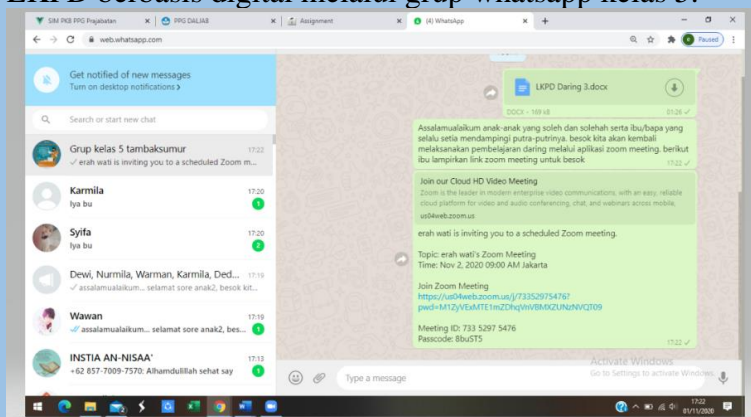 LKPD berbasis digital melalui grup whatsapp kelas 5.
SIM PKB PPG Prajabatan
PPG DALJAB
Assignment
(4) WhatsApp
web.whatsapp.com
Paused
Get notified of new messages
Turn on desktop notifications >
Search or start new chat
Grup kelas 5 tambaksumur 17:22
erah wati is inviting you to a scheduled Zoom m...
Karmila 17:20
Iya bu 1
Syifa 17:20
Iya bu 2
Dewi, Nurmila, Warman, Karmila, Ded... 17:19
assalamualaikum... selamat sore anak2, besok kit...
Wawan 17:19
assalamualaikum... selamat sore anak2, bes... 1
INSTIA AN-NISAA' 17:13
+62 857-7009-7570: Alhamdulillah sehat say 1
LKPD Daring 3.docx
DOCX • 168 kB 01:26
Assalamualaikum anak-anak yang soleh dan solehah serta ibu/bapa yang
selalu setia mendampingi putra-putrinya. besok kita akan kembali
melaksanakan pembelajaran daring melalui aplikasi zoom meeting. berikut
ibu lampirkan link zoom meeting untuk besok 17:22
Join our Cloud HD Video Meeting
Zoom is the leader in modern enterprise video communications, with an easy, reliable
cloud platform for video and audio conferencing, chat, and webinars across mobile,
us04web.zoom.us
erah wati is inviting you to a scheduled Zoom meeting.
Topic: erah wati's Zoom Meeting
Time: Nov 2, 2020 09:00 AM Jakarta
Join Zoom Meeting
https://us04web.zoom.us/j/73352975476?
pwd=M1ZyVExMTE1mZDhqVnVBMXZUNzNVQT09
Meeting ID: 733 5297 5476
Passcode: 8buST5
17:22
Activate Windows
Go to Settings to activate Windows.
Type a message
17:22
01/11/2020